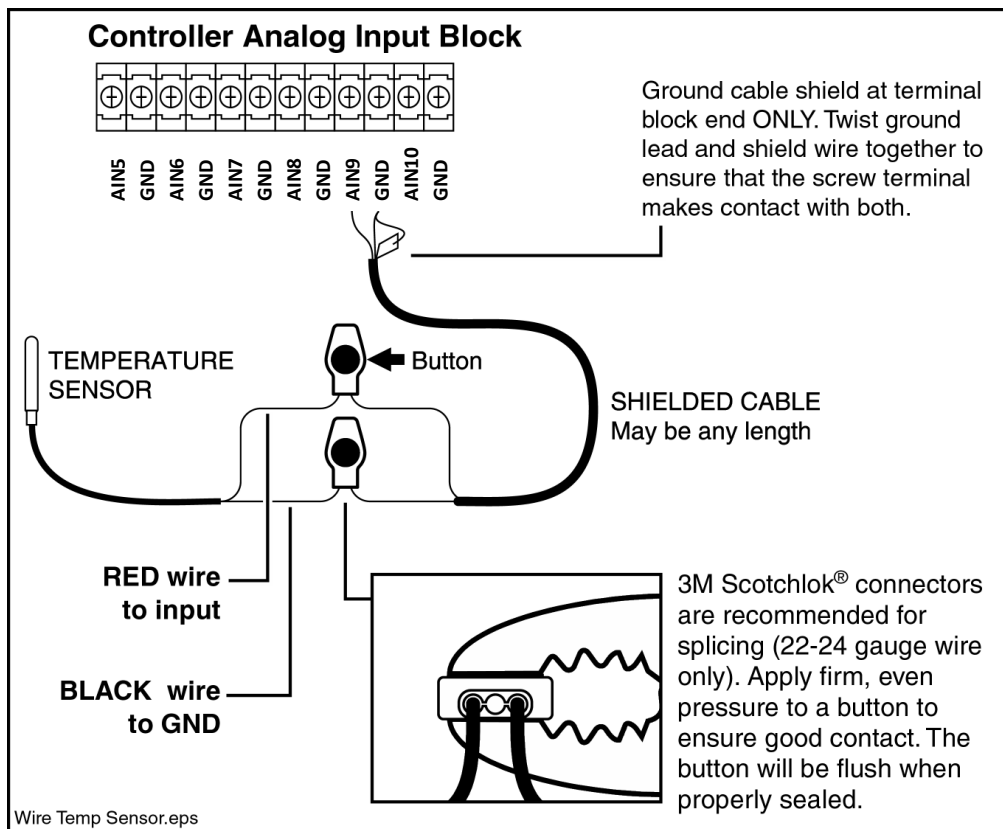 Controller Analog Input Block
AIN5
GND
AIN6
GND
AIN7
GND
AIN8
GND
AIN9
GND
AIN10
GND
Ground cable shield at terminal
block end ONLY. Twist ground
lead and shield wire together to
ensure that the screw terminal
makes contact with both.
TEMPERATURE
SENSOR
Button
SHIELDED CABLE
May be any length
RED wire
to input
BLACK wire
to GND
3M Scotchlok® connectors
are recommended for
splicing (22-24 gauge wire
only). Apply firm, even
pressure to a button to
ensure good contact. The
button will be flush when
properly sealed.
Wire Temp Sensor.eps